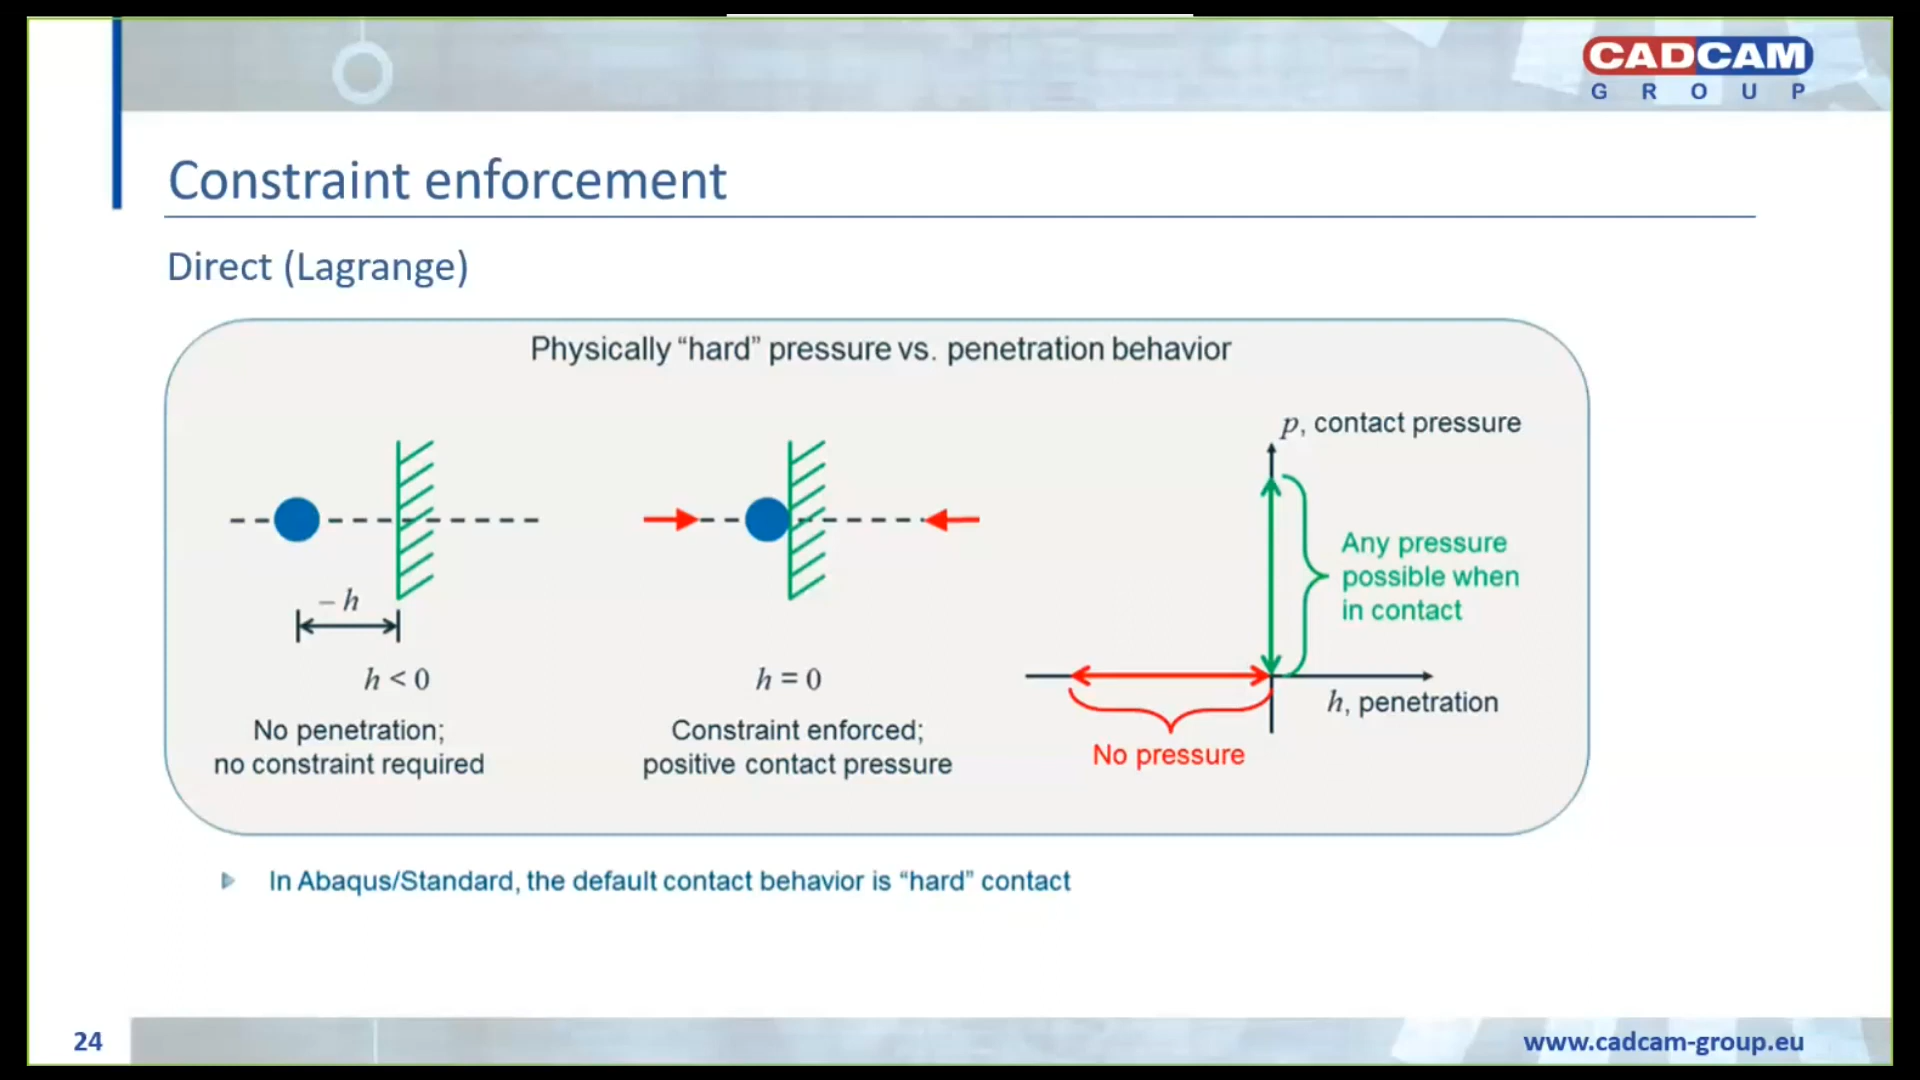 CADCAM
GROUP
Constraint enforcement
Direct (Lagrange)
Physically “hard” pressure vs. penetration behavior
– h
h < 0
No penetration;
no constraint required
h = 0
Constraint enforced;
positive contact pressure
p, contact pressure
Any pressure
possible when
in contact
h, penetration
No pressure
In Abaqus/Standard, the default contact behavior is “hard” contact
24
www.cadcam-group.eu